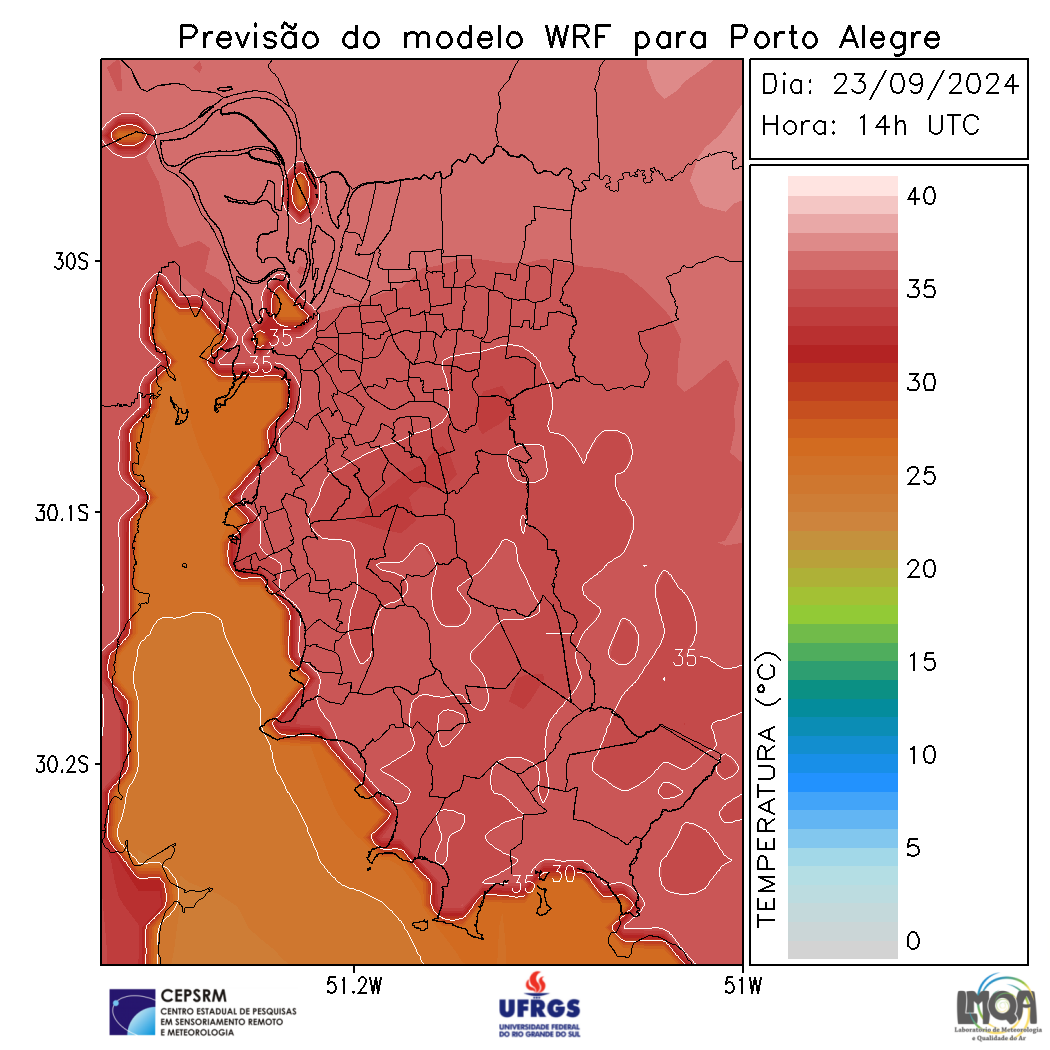 Previsão do modelo WRF para Porto Alegre
Dia: 23/09/2024
Hora: 14h UTC
40
35
30
25
20
15
10
5
0
TEMPERATURA (°C)
30S
30.1S
30.2S
51.2W
51W
35
35
35
35
30
CEPSRM
CENTRO ESTADUAL DE PESQUISAS
EM SENSORIAMENTO REMOTO
E METEOROLOGIA
UFRGS
UNIVERSIDADE FEDERAL
DO RIO GRANDE DO SUL
LMQA
Laboratório de Meteorologia
e Qualidade do Ar